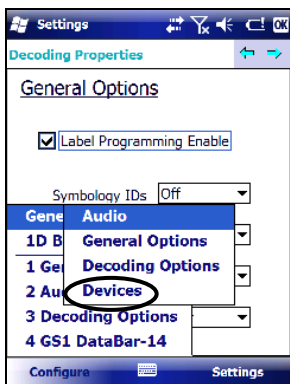 Settings
OK
Decoding Properties
General Options
Label Programming Enable
Symbology IDs Off
Gene
Audio
1D B
General Options
1 Ger
Decoding Options
2 Au
Devices
3 Decoding Options
4 GS1 DataBar-14
Configure Settings